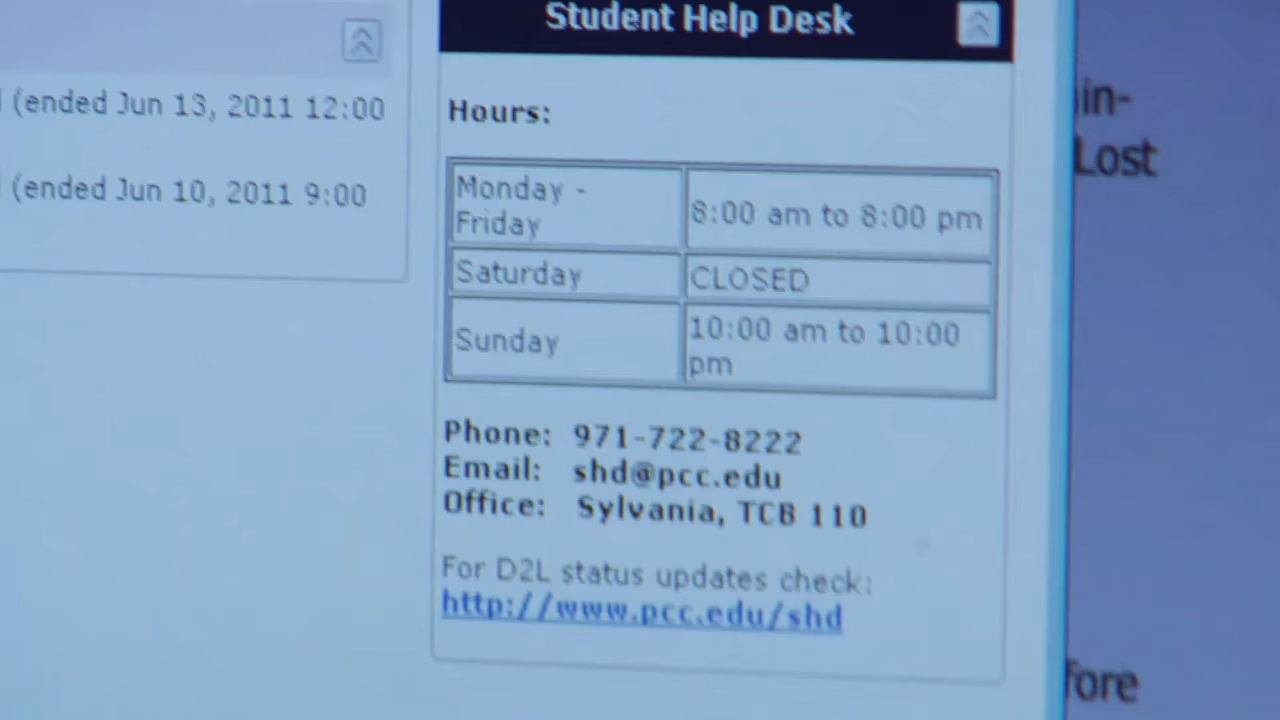 Student Help Desk
(ended Jun 13, 2011 12:00
(ended Jun 10, 2011 9:00
Hours:
Monday -
Friday
8:00 am to 8:00 pm
Saturday
CLOSED
Sunday
10:00 am to 10:00
pm
Phone: 971-722-8222
Email: shd@pcc.edu
Office: Sylvania, TCB 110
For D2L status updates check:
http://www.pcc.edu/shd
in-
Lost
fore